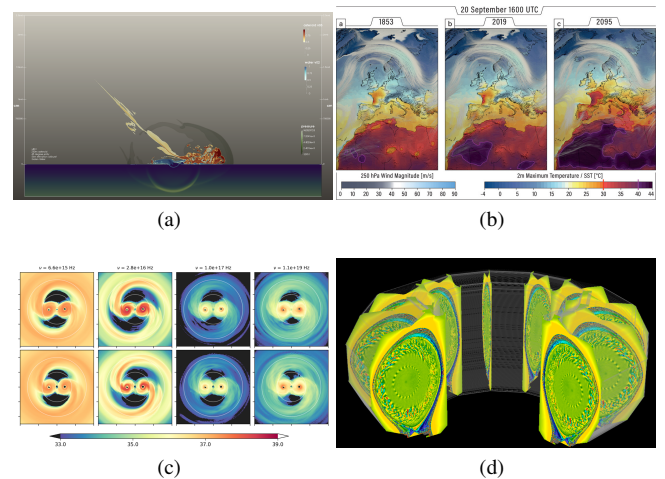 20 September 1600 UTC
a 1853 b 2019 c 2095
250 hPa Wind Magnitude [m/s] 2m Maximum Temperature / SST [°C]
0 10 20 30 40 50 60 70 80 90 -4 0 5 10 15 20 25 30 35 40 44
(a) (b)
ν = 6.6e+15 Hz ν = 2.8e+16 Hz ν = 1.0e+17 Hz ν = 1.1e+19 Hz
33.0 35.0 37.0 39.0
(c) (d)